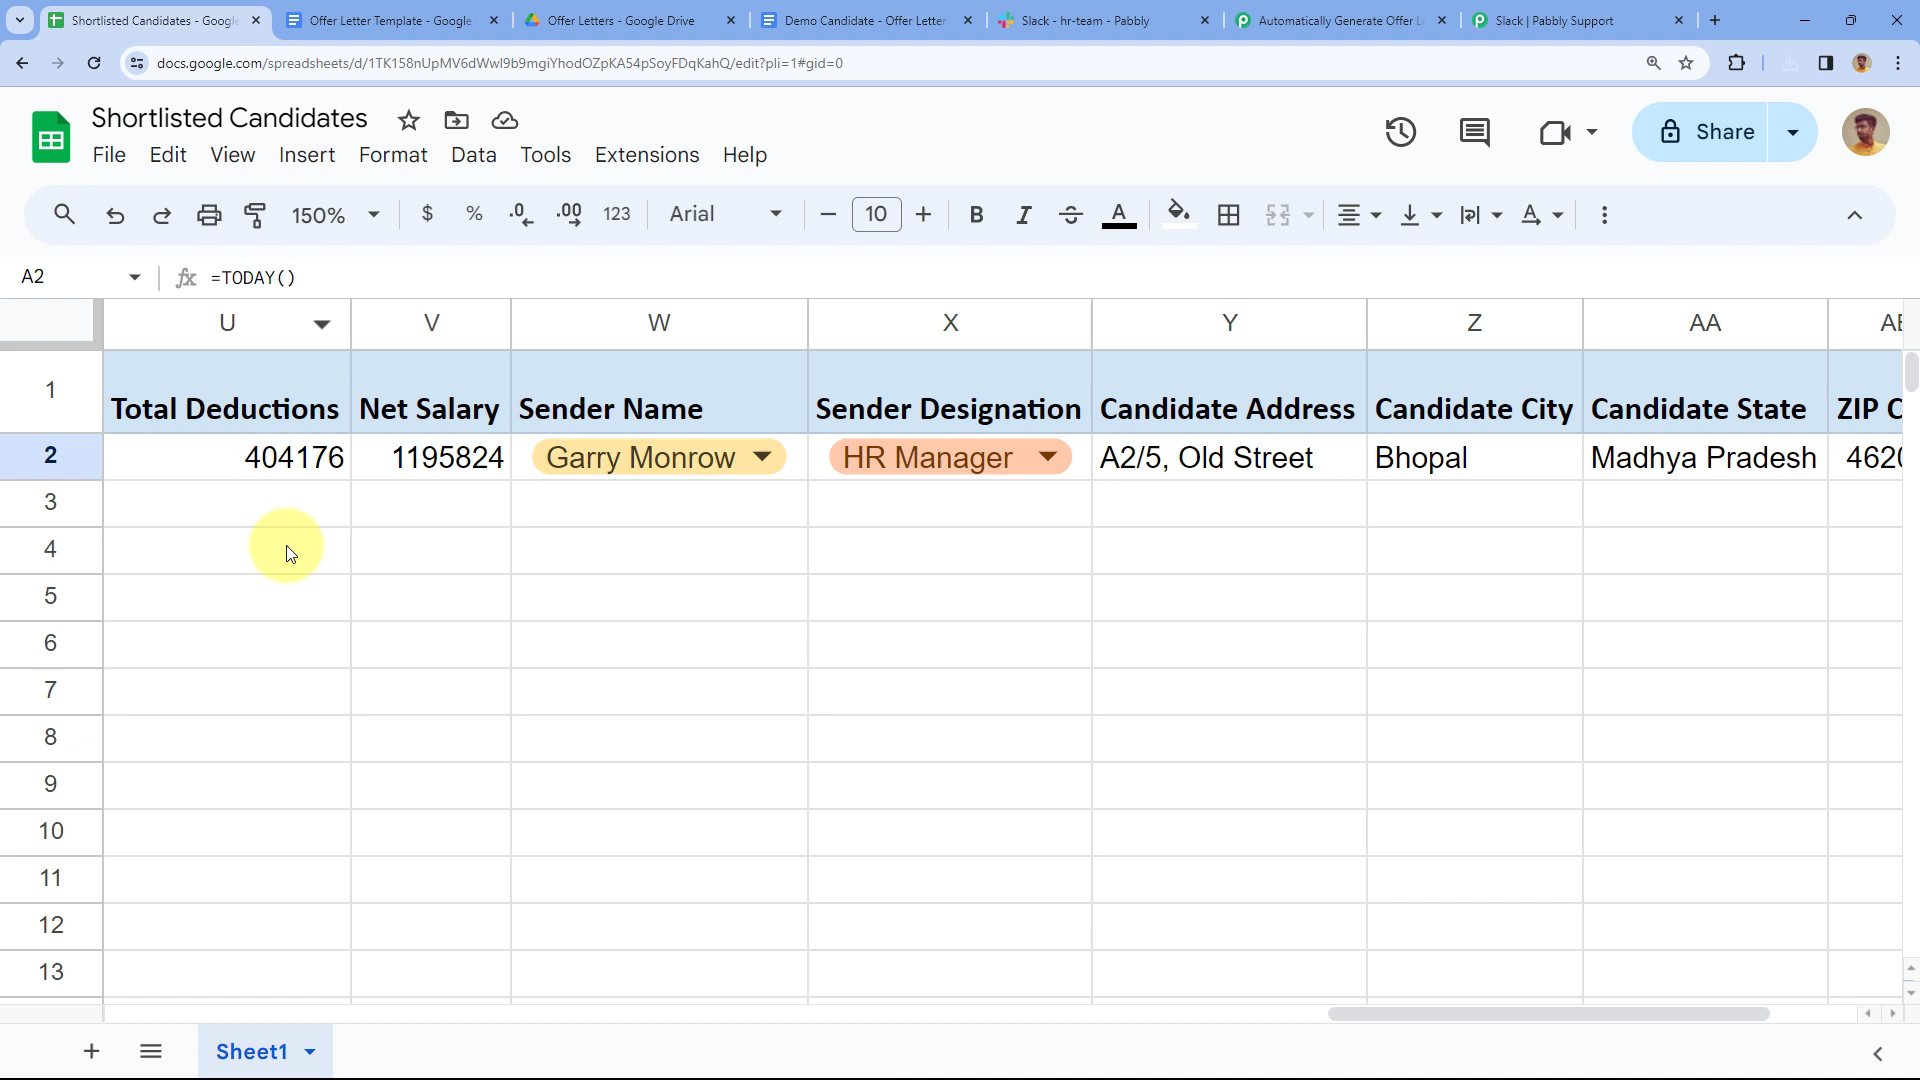 Shortlisted Candidates - Google
Offer Letter Template - Google
Offer Letters - Google Drive
Demo Candidate - Offer Letter
Slack - hr-team - Pabbly
Automatically Generate Offer L
Slack | Pabbly Support
docs.google.com/spreadsheets/d/1TK158nUpMV6dWwl9b9mgiYhodOZpKA54pSoyFDqKahQ/edit?pli=1#gid=0
Shortlisted Candidates
File Edit View Insert Format Data Tools Extensions Help
Share
150% $ % .0 .00 123 Arial 10 B I S A
A2 fx =TODAY()
U V W X Y Z AA AE
1 Total Deductions Net Salary Sender Name Sender Designation Candidate Address Candidate City Candidate State ZIP C
2 404176 1195824 Garry Monrow HR Manager A2/5, Old Street Bhopal Madhya Pradesh 4620
3
4
5
6
7
8
9
10
11
12
13
Sheet1